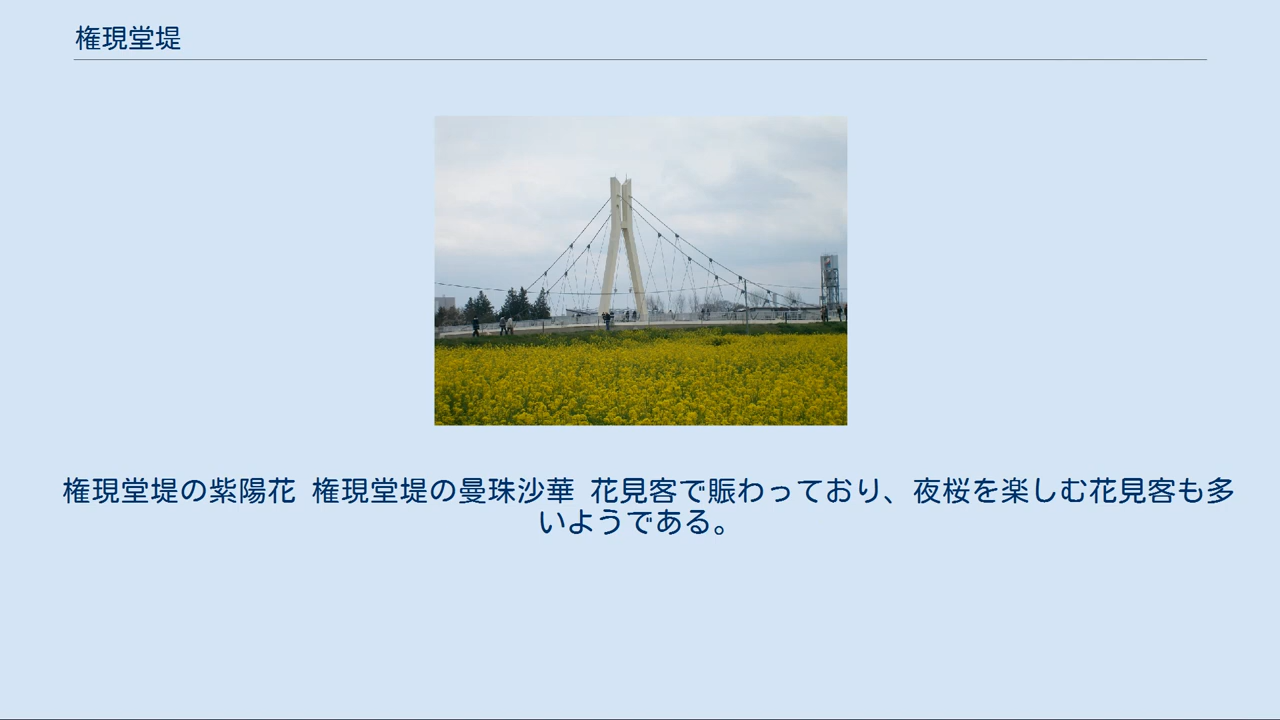 権現堂堤
権現堂堤の紫陽花 権現堂堤の曼珠沙華 花見客で賑わっており、夜桜を楽しむ花見客も多
いようである。